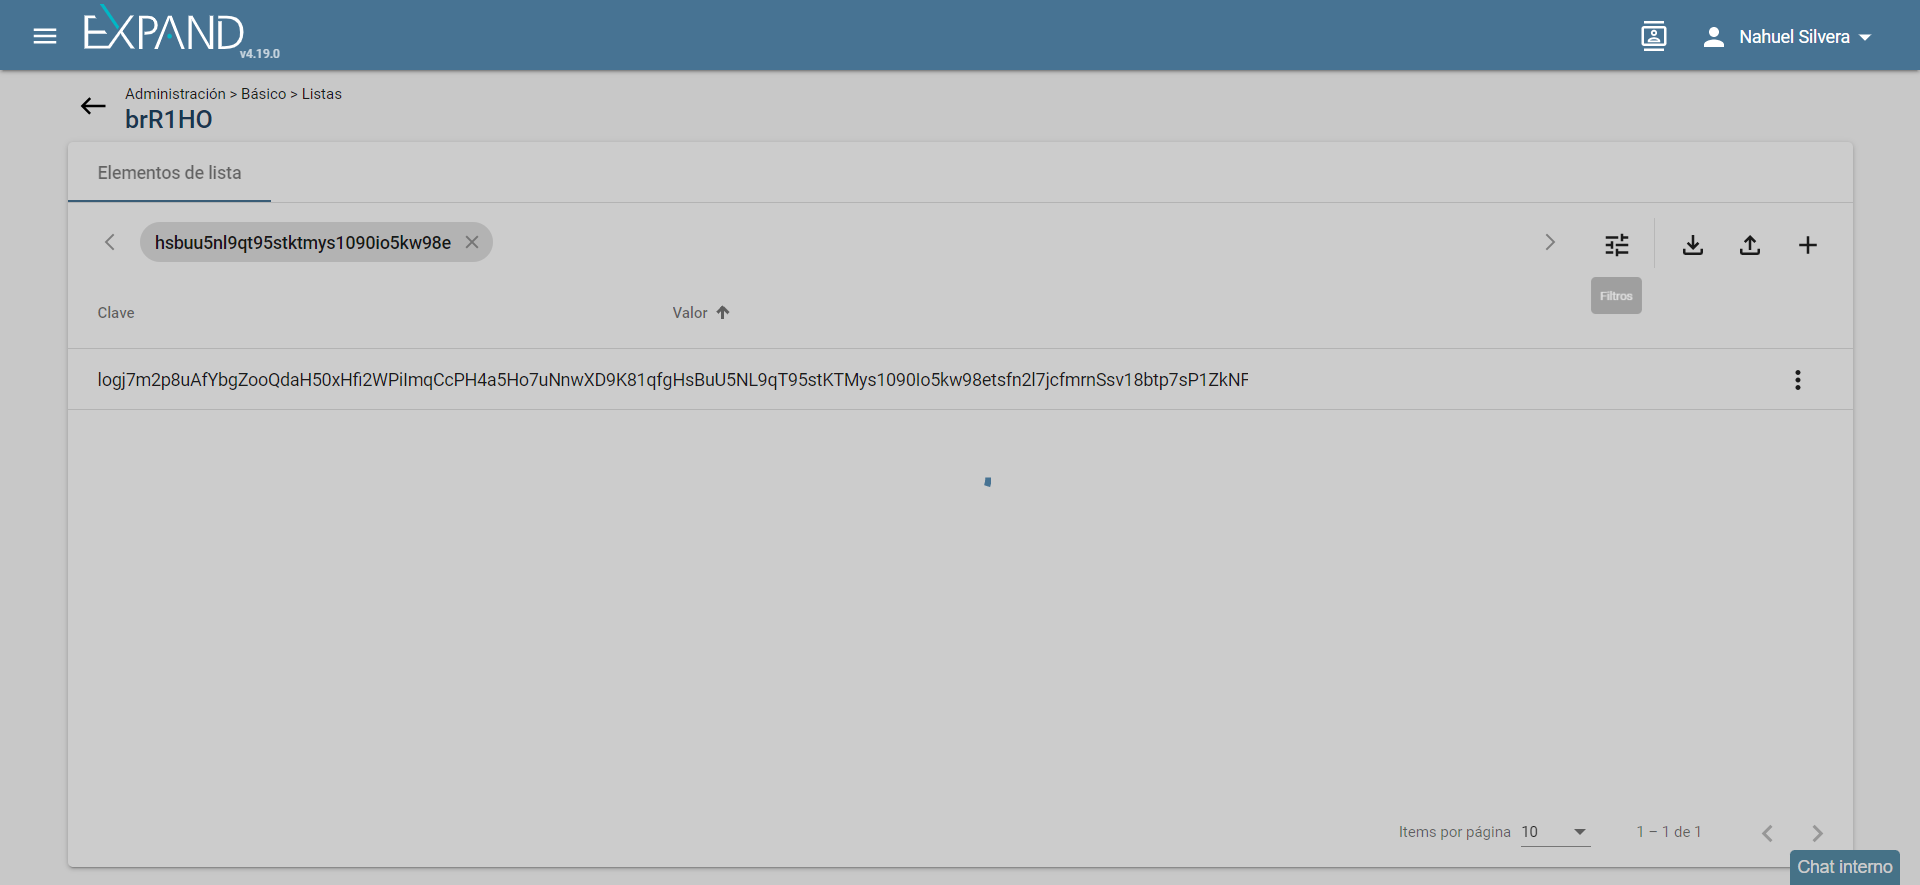 EXPAND
v4.19.0
Nahuel Silvera
Administración > Básico > Listas
brR1HO
Elementos de lista
hsbuu5nl9qt95stktmys1090io5kw98e
Filtros
Clave
Valor
logj7m2p8uAfYbgZooQdaH50xHfi2WPiImqCcPH4a5Ho7uNnwXD9K81qfgHsBuU5NL9qT95stKTMys1090Io5kw98etsfn2l7jcfmrnSsv18btp7sP1ZkNF
Items por página 10
1 – 1 de 1
Chat interno